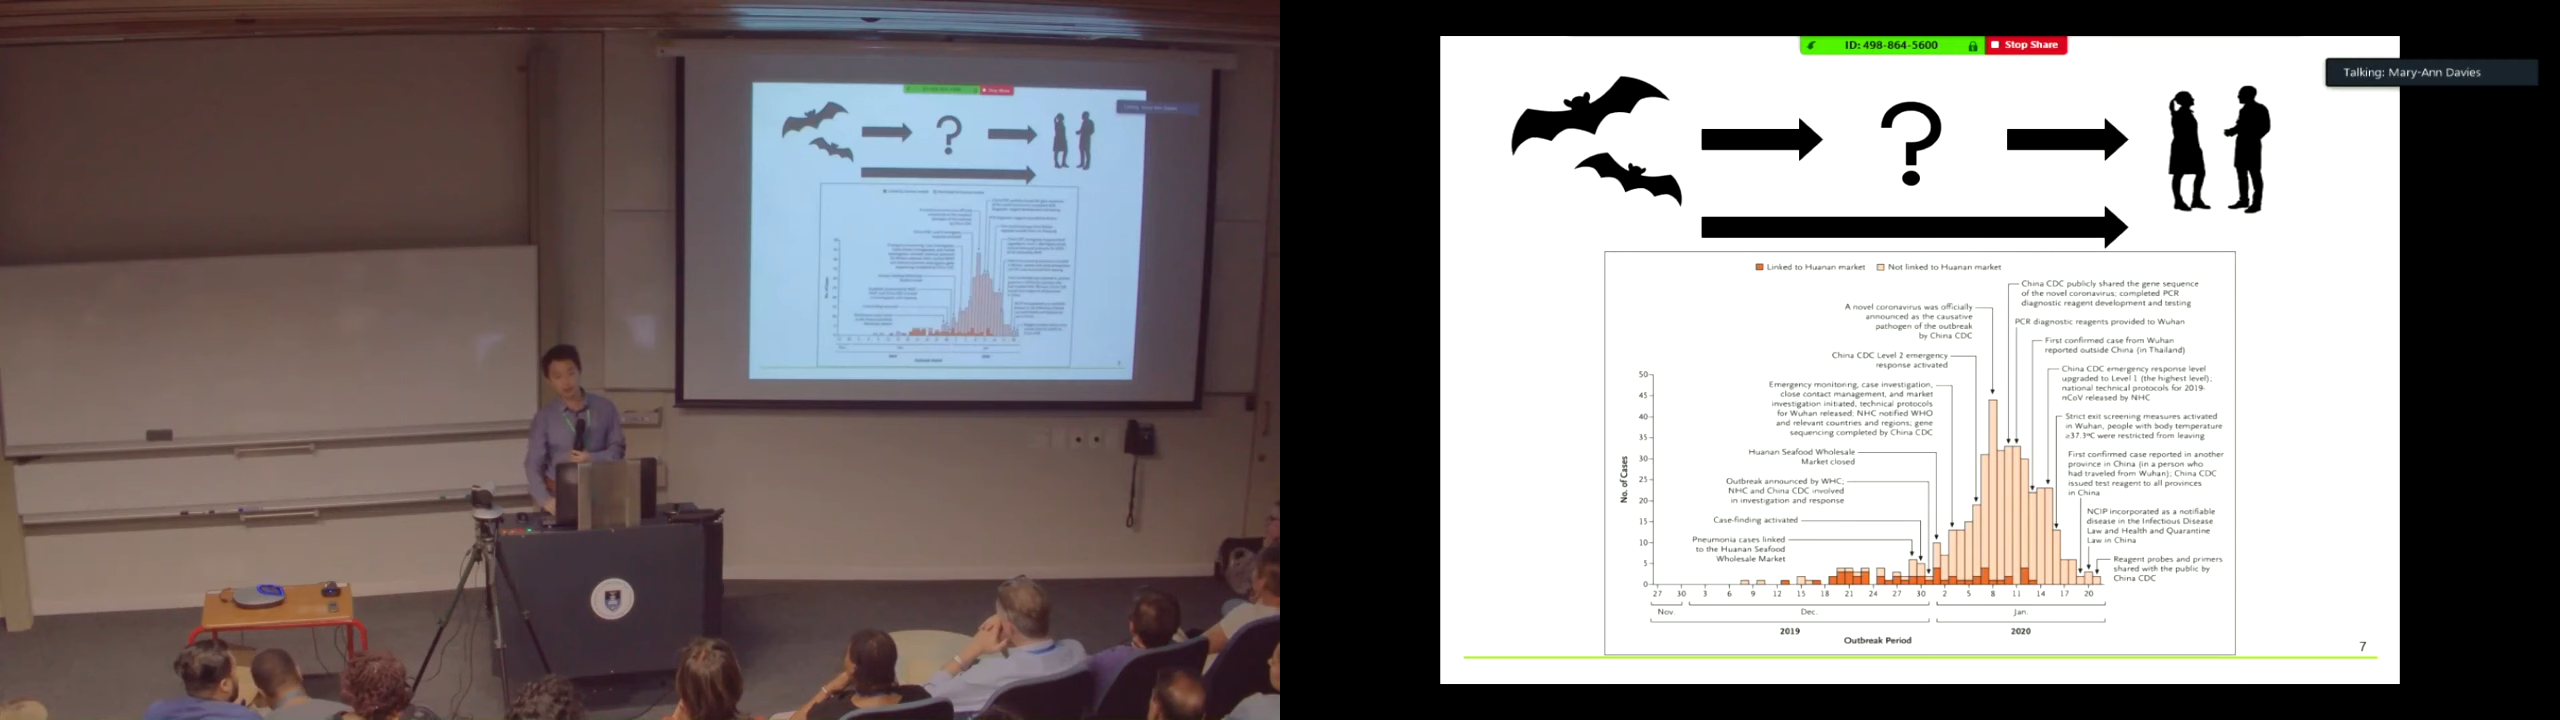 ID: 498-864-5600
Stop Share
Talking: Mary-Ann Davies
?
Linked to Huanan market
Not linked to Huanan market
China CDC publicly shared the gene sequence
of the novel coronavirus; completed PCR
diagnostic reagent development and testing
A novel coronavirus was officially
announced as the causative
pathogen of the outbreak
by China CDC
PCR diagnostic reagents provided to Wuhan
First confirmed case from Wuhan
reported outside China (in Thailand)
China CDC Level 2 emergency
response activated
China CDC emergency response level
upgraded to Level 1 (the highest level);
national technical protocols for 2019-
nCoV released by NHC
Emergency monitoring, case investigation,
close contact management, and market
investigation initiated, technical protocols
for Wuhan released; NHC notified WHO
and relevant countries and regions; gene
sequencing completed by China CDC
Strict exit screening measures activated
in Wuhan, people with body temperature
≥37.3°C were restricted from leaving
Huanan Seafood Wholesale
Market closed
First confirmed case reported in another
province in China (in a person who
had traveled from Wuhan); China CDC
issued test reagent to all provinces
in China
Outbreak announced by WHC;
NHC and China CDC involved
in investigation and response
Case-finding activated
NCIP incorporated as a notifiable
disease in the Infectious Disease
Law and Health and Quarantine
Law in China
Pneumonia cases linked
to the Huanan Seafood
Wholesale Market
Reagent probes and primers
shared with the public by
China CDC
No. of Cases
50
45
40
35
30
25
20
15
10
5
0
27 30 3 6 9 12 15 18 21 24 27 30 2 5 8 11 14 17 20
Nov. Dec. Jan.
2019 2020
Outbreak Period
7